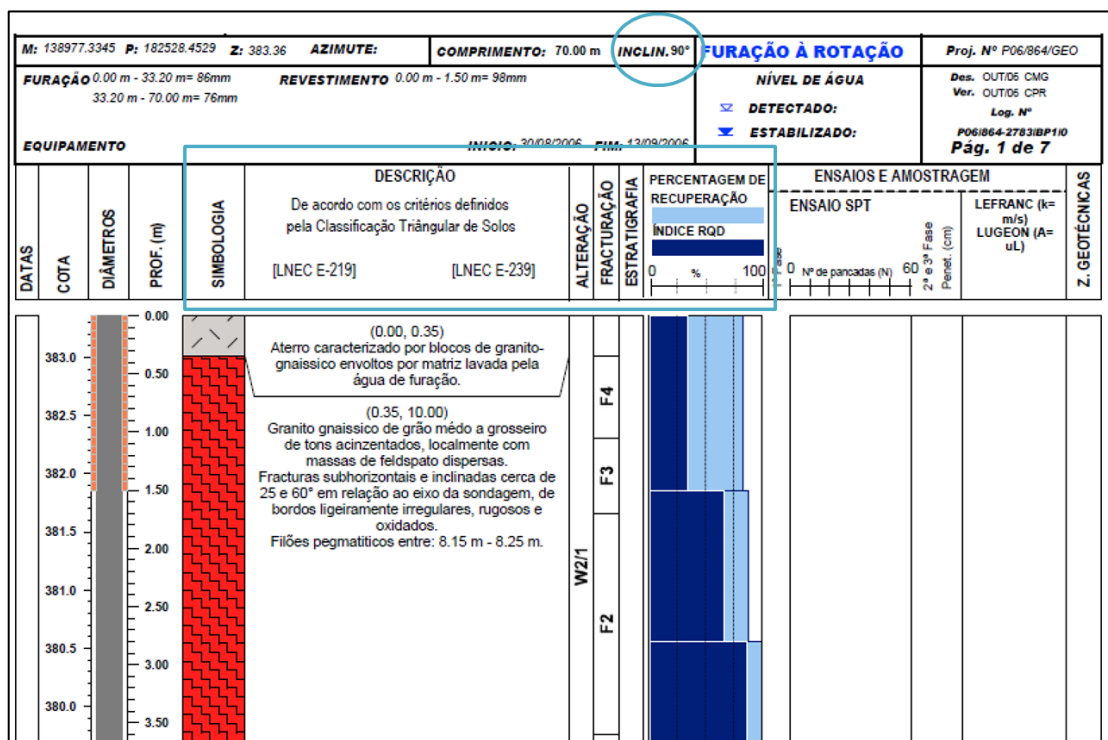 M: 138977.3345 P: 182528.4529 Z: 383.36 AZIMUTE: COMPRIMENTO: 70.00 m INCLIN. 90° FURAÇÃO À ROTAÇÃO Proj. Nº P06/864/GEO
FURAÇÃO 0.00 m - 33.20 m= 86mm REVESTIMENTO 0.00 m - 1.50 m= 98mm
33.20 m - 70.00 m= 76mm
EQUIPAMENTO INICIO: 30/08/2006 FIM: 13/09/2006
NÍVEL DE ÁGUA
DETECTADO:
ESTABILIZADO:
Des. OUT/06 CMG
Ver. OUT/06 CPR
Log. Nº
P06/864-2783/BP1/0
Pág. 1 de 7
DATAS
COTA
DIÂMETROS
PROF. (m)
SIMBOLOGIA
DESCRIÇÃO
De acordo com os critérios definidos
pela Classificação Triângular de Solos
[LNEC E-219] [LNEC E-239]
ALTERAÇÃO
FRACTURAÇÃO
ESTRATIGRAFIA
PERCENTAGEM DE
RECUPERAÇÃO
ÍNDICE RQD
0 % 100
ENSAIOS E AMOSTRAGEM
ENSAIO SPT
Fase
0 Nº de pancadas (N) 60
2ª e 3ª Fase
Penet. (cm)
LEFRANC (k=
m/s)
LUGEON (A=
uL)
Z. GEOTÉCNICAS
383.0
382.5
382.0
381.5
381.0
380.5
380.0
0.00
0.50
1.00
1.50
2.00
2.50
3.00
3.50
(0.00, 0.35)
Aterro caracterizado por blocos de granito-
gnaissico envoltos por matriz lavada pela
água de furação.
(0.35, 10.00)
Granito gnaissico de grão médo a grosseiro
de tons acinzentados, localmente com
massas de feldspato dispersas.
Fracturas subhorizontais e inclinadas cerca de
25 e 60° em relação ao eixo da sondagem, de
bordos ligeiramente irregulares, rugosos e
oxidados.
Filões pegmatiticos entre: 8.15 m - 8.25 m.
W2/1
F4
F3
F2